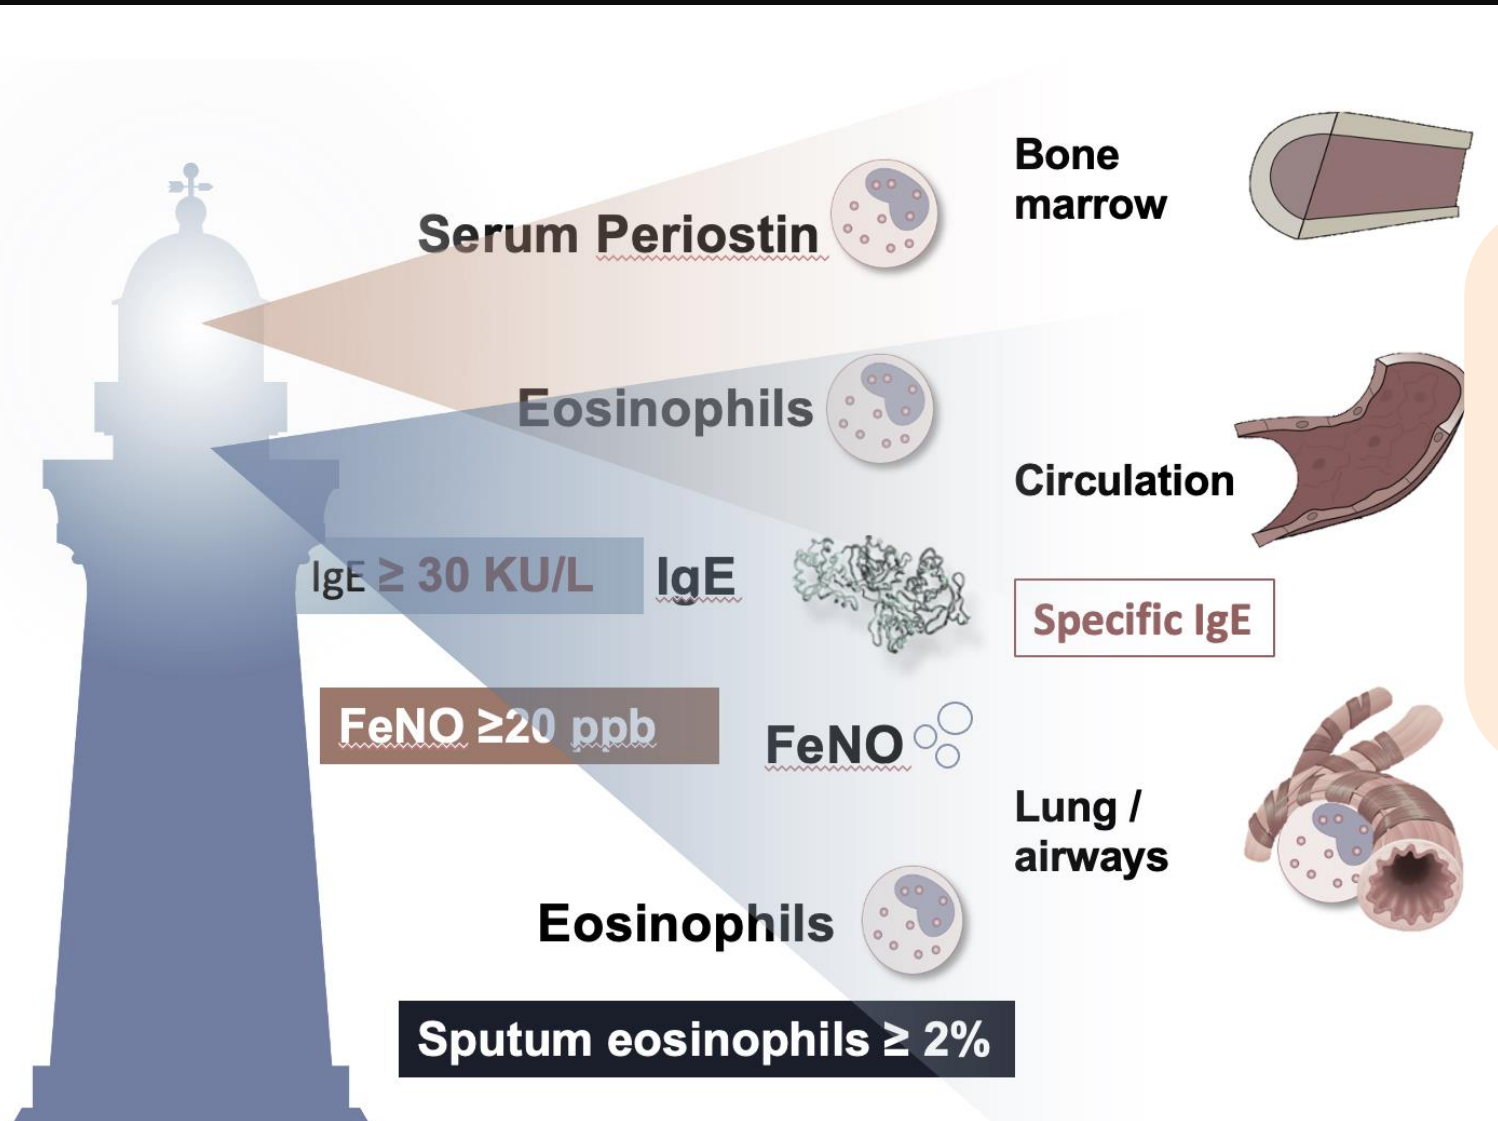 Bone
marrow
Serum Periostin
Eosinophils
Circulation
IgE ≥ 30 KU/L
IgE
Specific IgE
FeNO ≥20 ppb
FeNO
Lung /
airways
Eosinophils
Sputum eosinophils ≥ 2%